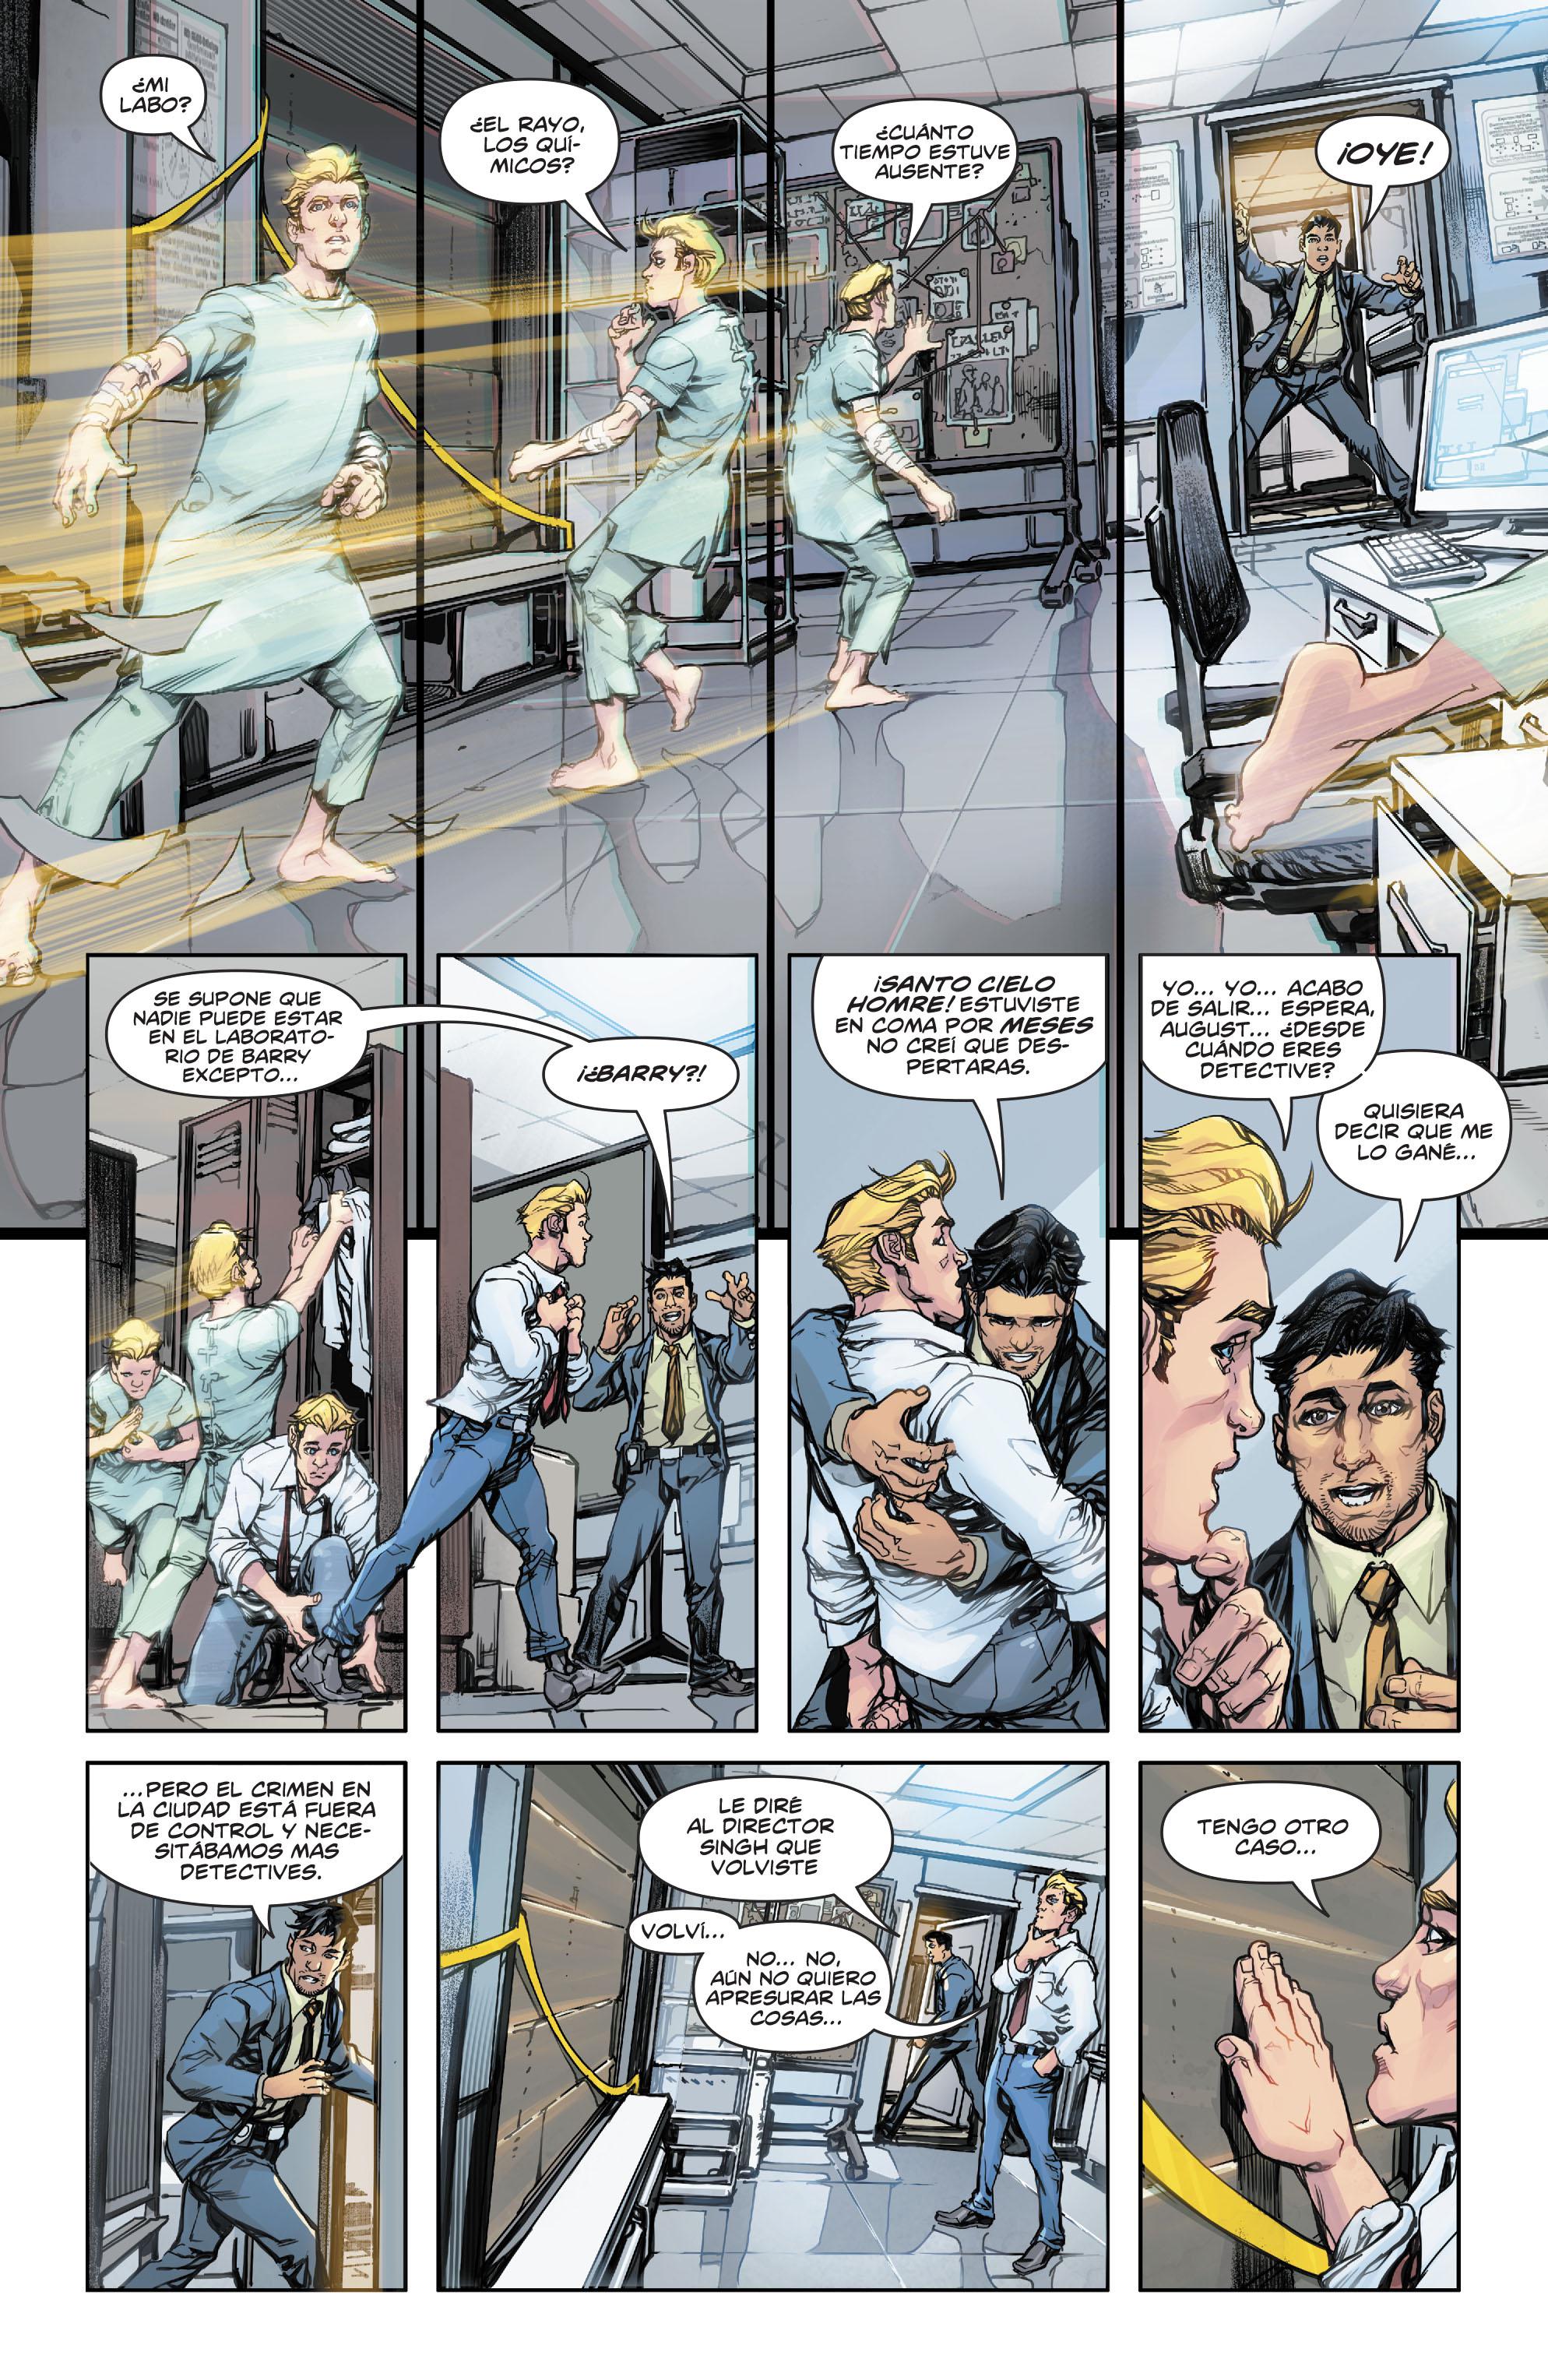 ¿MI
LABO?
¿EL RAYO,
LOS QUÍ-
MICOS?
¿CUÁNTO
TIEMPO ESTUVE
AUSENTE?
¡OYE!
SE SUPONE QUE
NADIE PUEDE ESTAR
EN EL LABORATO-
RIO DE BARRY
EXCEPTO...
¡¿BARRY?!
¡SANTO CIELO
HOMRE! ESTUVISTE
EN COMA POR MESES
NO CREÍ QUE DES-
PERTARAS.
YO... YO... ACABO
DE SALIR... ESPERA,
AUGUST... ¿DESDE
CUÁNDO ERES
DETECTIVE?
QUISIERA
DECIR QUE ME
LO GANÉ...
...PERO EL CRIMEN EN
LA CIUDAD ESTÁ FUERA
DE CONTROL Y NECE-
SITÁBAMOS MAS
DETECTIVES.
LE DIRÉ
AL DIRECTOR
SINGH QUE
VOLVISTE
VOLVÍ...
NO... NO,
AÚN NO QUIERO
APRESURAR LAS
COSAS...
TENGO OTRO
CASO...